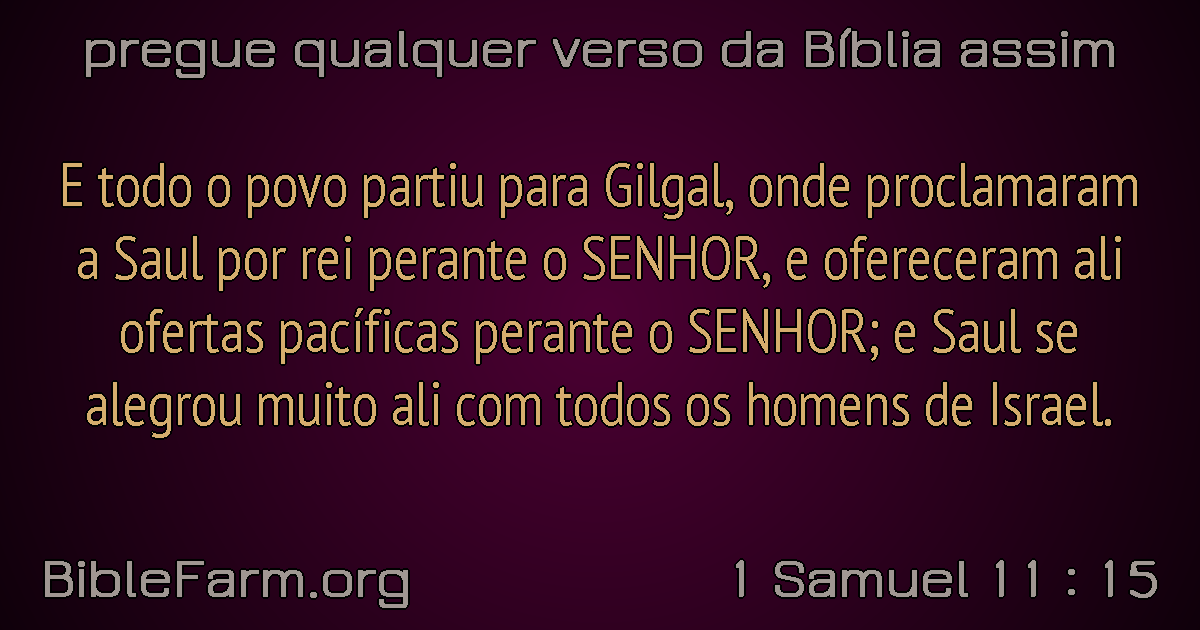 pregue qualquer verso da Bíblia assim
E todo o povo partiu para Gilgal, onde proclamaram
a Saul por rei perante o SENHOR, e ofereceram ali
ofertas pacíficas perante o SENHOR; e Saul se
alegrou muito ali com todos os homens de Israel.
BibleFarm.org
1 Samuel 11 : 15